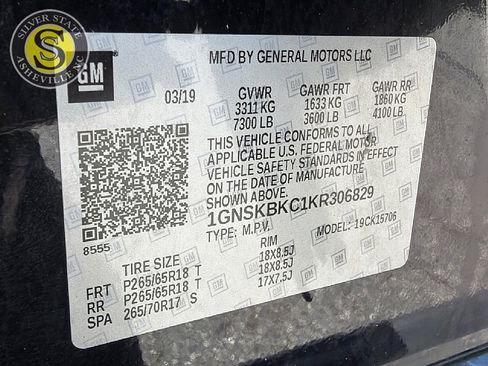 SILVER STATE
S
ASHEVILLE NC
GM
MFD BY GENERAL MOTORS LLC
03/19
GVWR GAWR FRT GAWR RR
3311 KG 1633 KG 1860 KG
7300 LB 3600 LB 4100 LB
THIS VEHICLE CONFORMS TO ALL
APPLICABLE U.S. FEDERAL MOTOR
VEHICLE SAFETY STANDARDS IN EFFECT
ON THE DATE OF MANUFACTURE
SHOWN ABOVE.
1GNSKBKC1KR306829
TYPE: M.P.V. MODEL: 19CK15706
8555
TIRE SIZE RIM
FRT P265/65R18 T 18X8.5J
RR P265/65R18 T 18X8.5J
SPA 265/70R17 S 17X7.5J